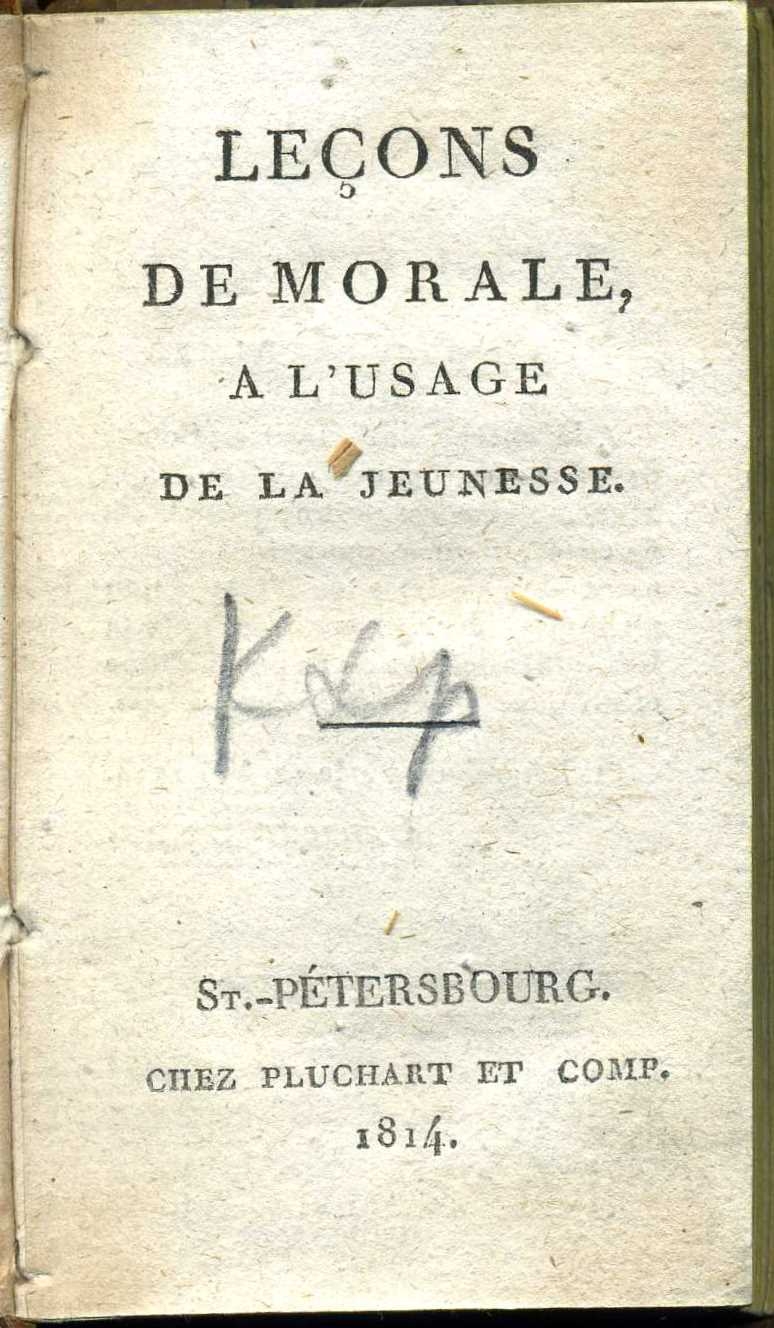 LEÇONS
DE MORALE,
A L'USAGE
DE LA JEUNESSE.
ST.-PÉTERSBOURG.
CHEZ PLUCHART ET COMP.
1814.